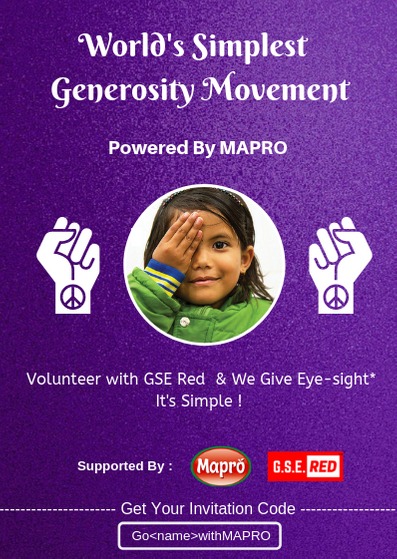 World's Simplest
Generosity Movement
Powered By MAPRO
Volunteer with GSE Red & We Give Eye-sight*
It's Simple !
Supported By :
Mapro
G.S.E. RED
---------------------- Get Your Invitation Code ------------------
Go<name>withMAPRO